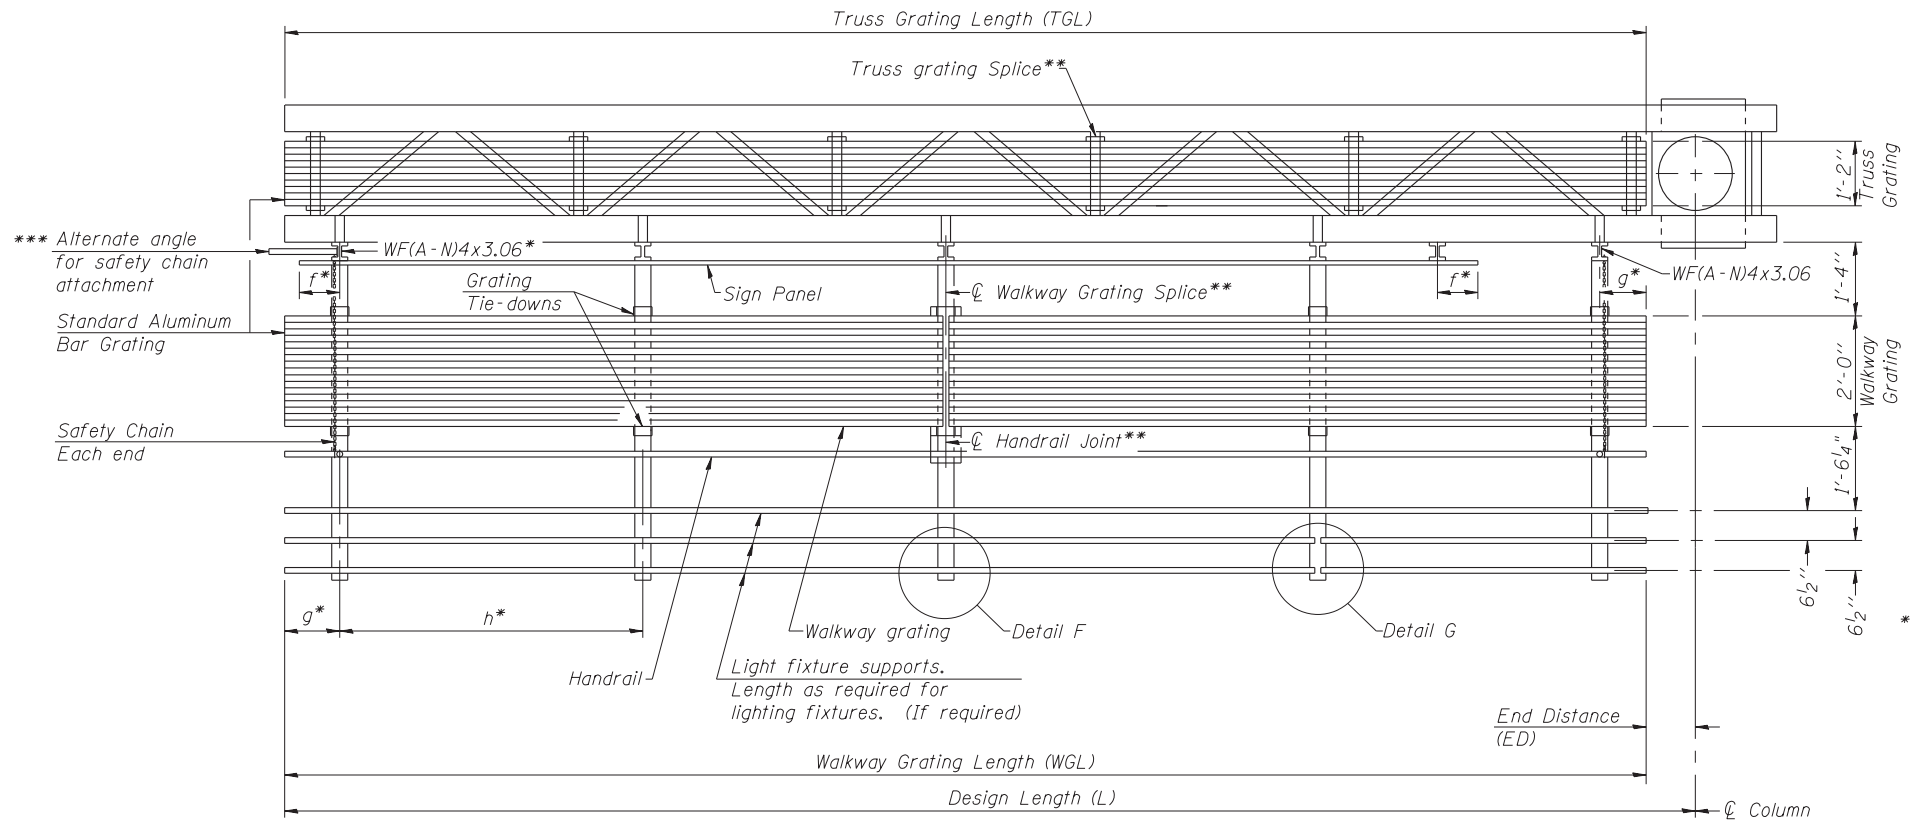 Truss Grating Length (TGL)
Truss grating Splice**
1'-2"
Truss
Grating
*** Alternate angle
for safety chain
attachment
WF(A-N)4x3.06*
f*
Grating
Tie-downs
Sign Panel
℄ Walkway Grating Splice**
f*
g*
WF(A-N)4x3.06
1'-4"
Standard Aluminum
Bar Grating
2'-0"
Walkway
Grating
Safety Chain
Each end
℄ Handrail Joint**
1'-6¼"
6½"
6½"
*
g*
h*
Walkway grating
Detail F
Detail G
Handrail
Light fixture supports.
Length as required for
lighting fixtures. (If required)
End Distance
(ED)
Walkway Grating Length (WGL)
Design Length (L)
℄ Column